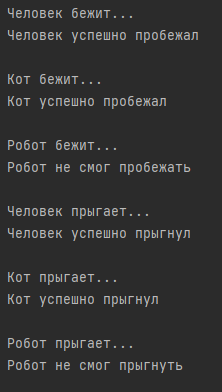 Человек бежит...
Человек успешно пробежал
Кот бежит...
Кот успешно пробежал
Робот бежит...
Робот не смог пробежать
Человек прыгает...
Человек успешно прыгнул
Кот прыгает...
Кот успешно прыгнул
Робот прыгает...
Робот не смог прыгнуть